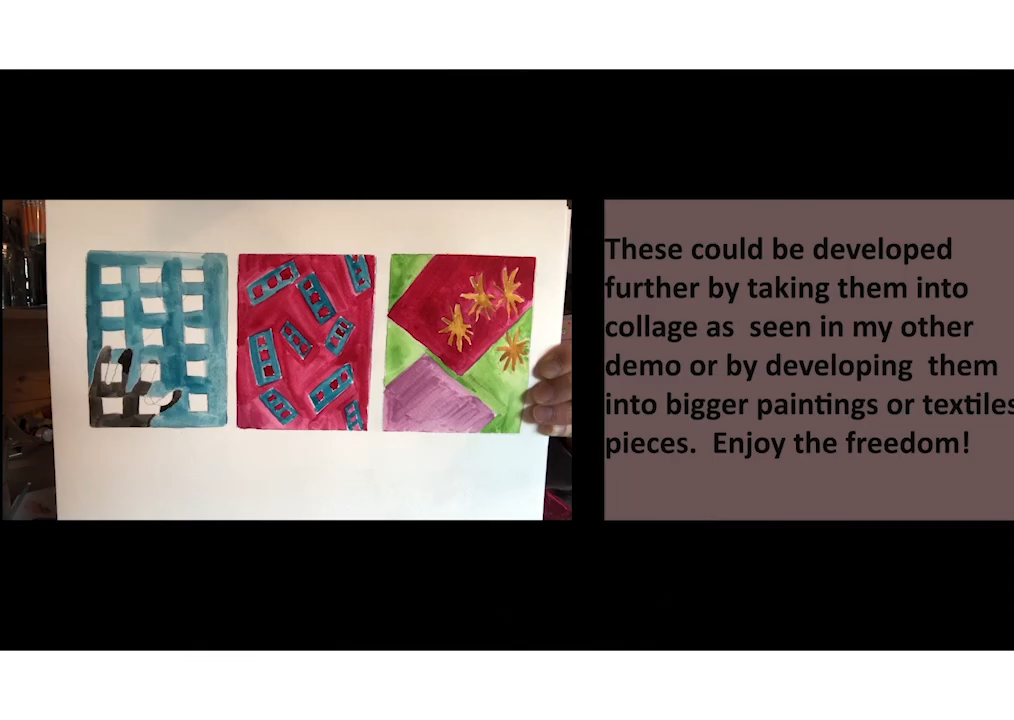 These could be developed
further by taking them into
collage as  seen in my other
demo or by developing  them
into bigger paintings or textiles
pieces.  Enjoy the freedom!